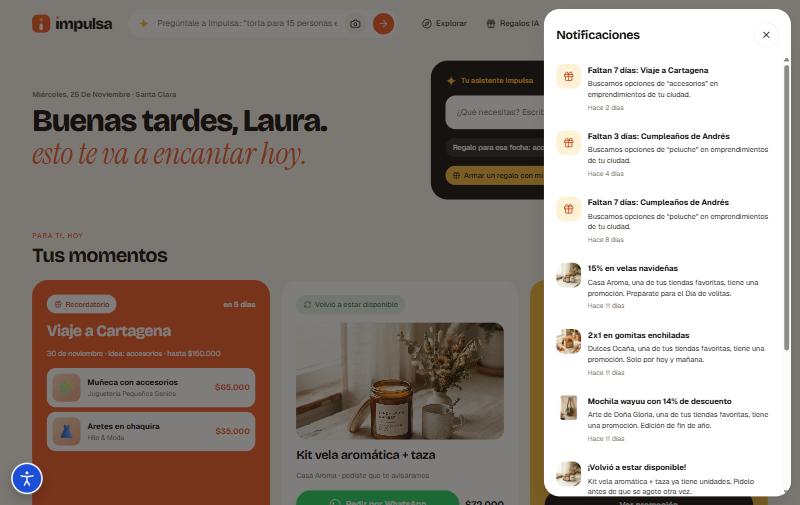 impulsa
Pregúntale a Impulsa: "torta para 15 personas e
Explorar
Regalos IA
Miércoles, 25 De Noviembre · Santa Clara
Buenas tardes, Laura.
esto te va a encantar hoy.
Tu asistente Impulsa
¿Qué necesitas? Escrib
Regalo para esa fecha: acc
Armar un regalo con mi
PARA TI, HOY
Tus momentos
Recordatorio
en 5 días
Viaje a Cartagena
30 de noviembre · Idea: accesorios · hasta $160.000
Muñeca con accesorios
Juguetería Pequeños Genios
$65.000
Aretes en chaquira
Hilo & Moda
$35.000
Volvió a estar disponible
Kit vela aromática + taza
Casa Aroma · pediste que te avisáramos
Pedir por WhatsApp
$72.000
Ver promoción
Notificaciones
Faltan 7 días: Viaje a Cartagena
Buscamos opciones de "accesorios" en
emprendimientos de tu ciudad.
Hace 2 días
Faltan 3 días: Cumpleaños de Andrés
Buscamos opciones de "peluche" en emprendimientos
de tu ciudad.
Hace 4 días
Faltan 7 días: Cumpleaños de Andrés
Buscamos opciones de "peluche" en emprendimientos
de tu ciudad.
Hace 8 días
15% en velas navideñas
Casa Aroma, una de tus tiendas favoritas, tiene una
promoción. Prepárate para el Día de velitas.
Hace 11 días
2x1 en gomitas enchiladas
Dulces Ocaña, una de tus tiendas favoritas, tiene una
promoción. Solo por hoy y mañana.
Hace 11 días
Mochila wayuu con 14% de descuento
Arte de Doña Gloria, una de tus tiendas favoritas, tiene
una promoción. Edición de fin de año.
Hace 11 días
¡Volvió a estar disponible!
Kit vela aromática + taza ya tiene unidades. Pídelo
antes de que se agote otra vez.